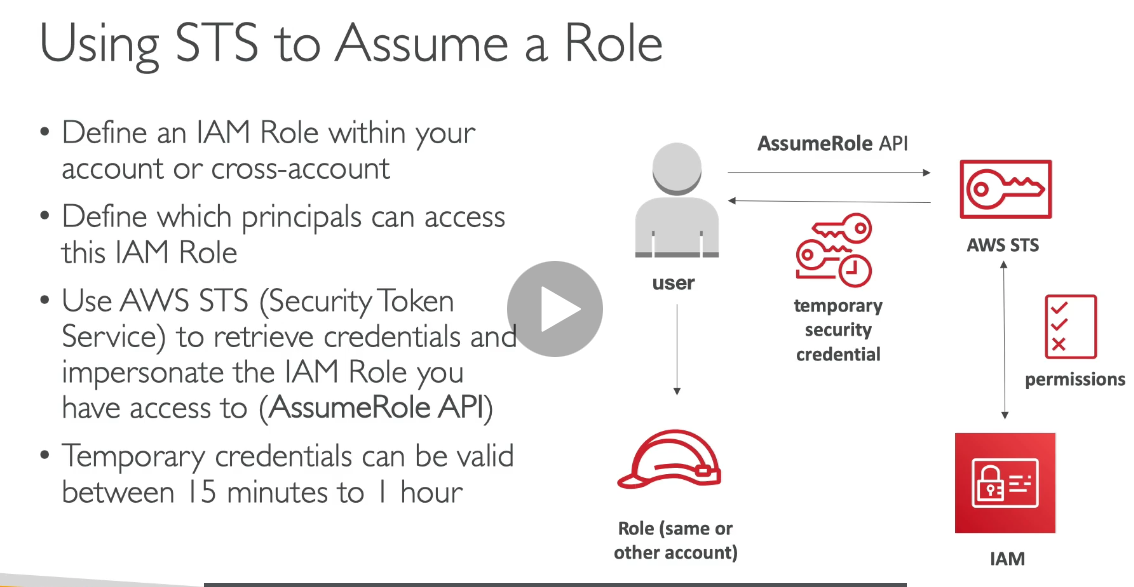 Using STS to Assume a Role
• Define an IAM Role within your
account or cross-account
• Define which principals can access
this IAM Role
• Use AWS STS (Security Token
Service) to retrieve credentials and
impersonate the IAM Role you
have access to (AssumeRole API)
• Temporary credentials can be valid
between 15 minutes to 1 hour
AssumeRole API
user
AWS STS
temporary
security
credential
permissions
Role (same or
other account)
IAM